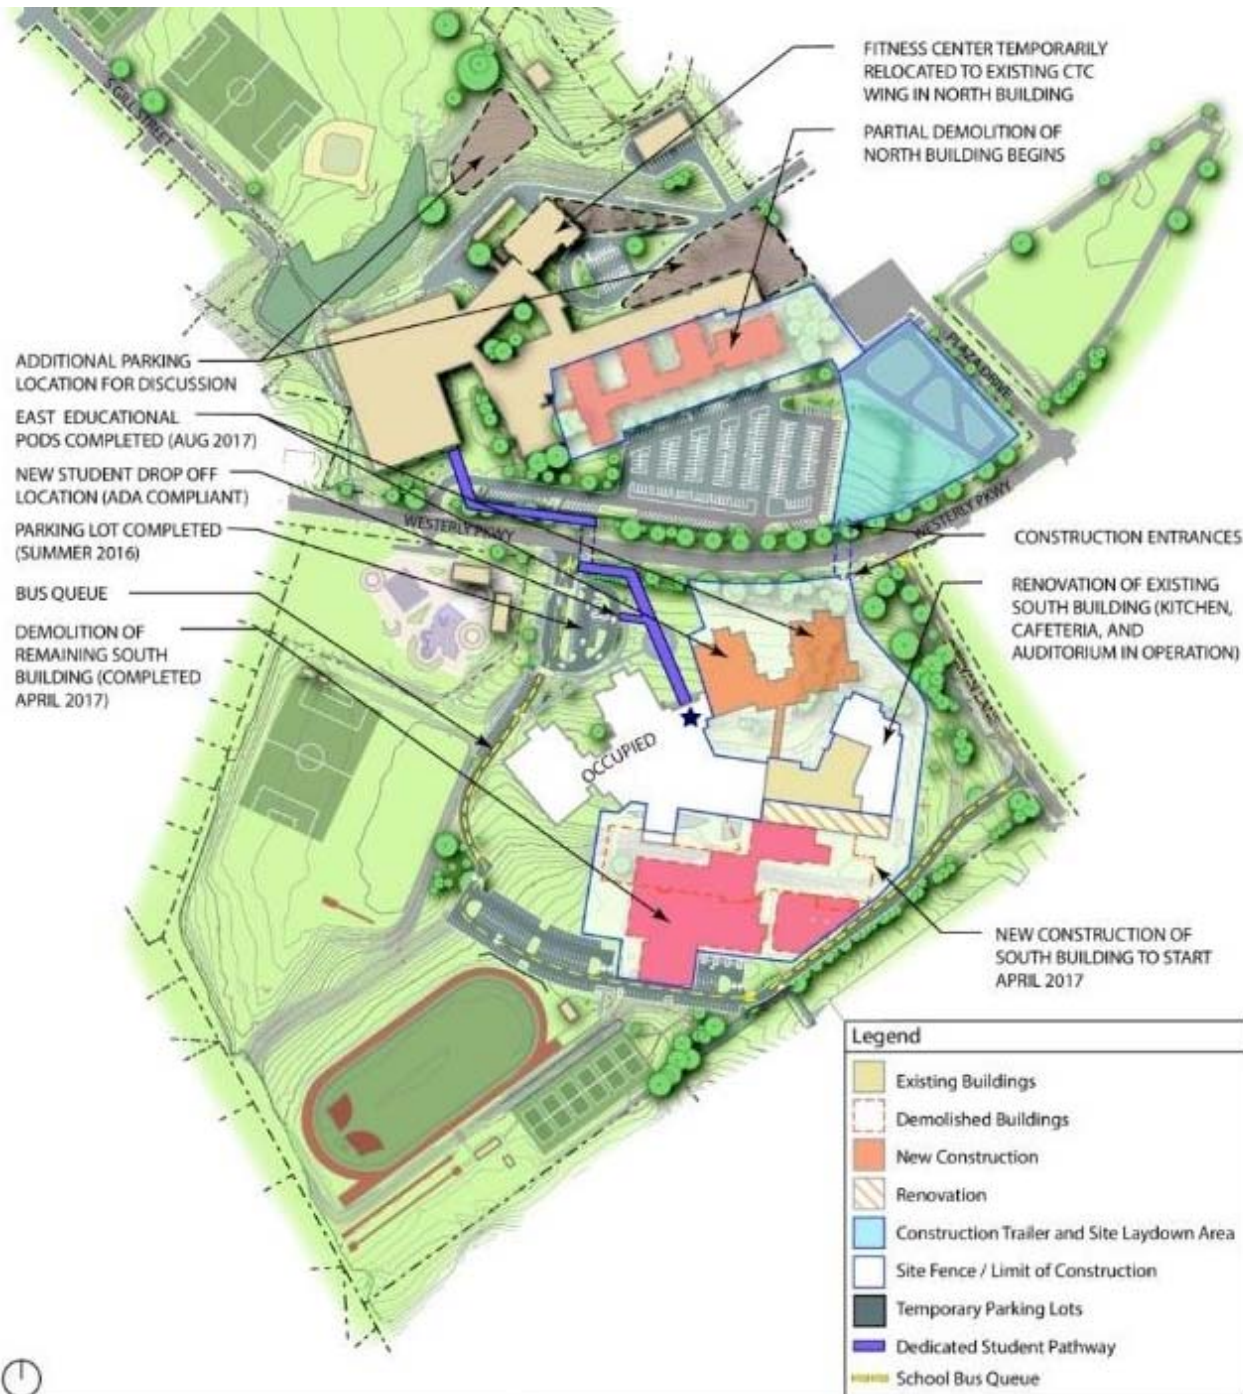 FITNESS CENTER TEMPORARILY
RELOCATED TO EXISTING CTC
WING IN NORTH BUILDING
PARTIAL DEMOLITION OF
NORTH BUILDING BEGINS
ADDITIONAL PARKING
LOCATION FOR DISCUSSION
EAST EDUCATIONAL
PODS COMPLETED (AUG 2017)
NEW STUDENT DROP OFF
LOCATION (ADA COMPLIANT)
PARKING LOT COMPLETED
(SUMMER 2016)
BUS QUEUE
DEMOLITION OF
REMAINING SOUTH
BUILDING (COMPLETED
APRIL 2017)
PLAZA DRIVE
WESTERLY PKWY
WESTERLY PKWY
CONSTRUCTION ENTRANCES
RENOVATION OF EXISTING
SOUTH BUILDING (KITCHEN,
CAFETERIA, AND
AUDITORIUM IN OPERATION)
OCCUPIED
NEW CONSTRUCTION OF
SOUTH BUILDING TO START
APRIL 2017
Legend
Existing Buildings
Demolished Buildings
New Construction
Renovation
Construction Trailer and Site Laydown Area
Site Fence / Limit of Construction
Temporary Parking Lots
Dedicated Student Pathway
School Bus Queue